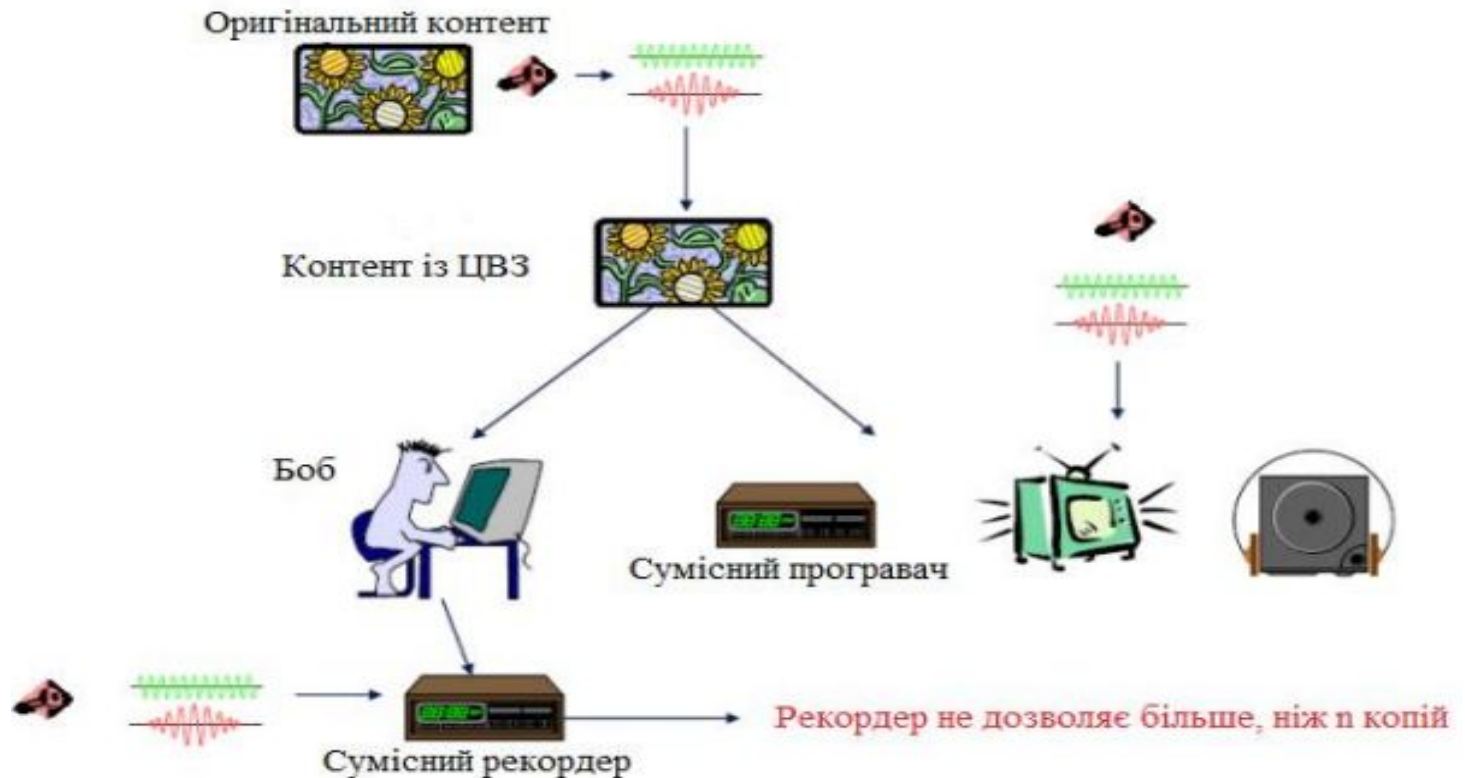 Оригінальний контент
Контент із ЦВЗ
Боб
Сумісний програвач
Рекордер не дозволяє більше, ніж n копій
Сумісний рекордер